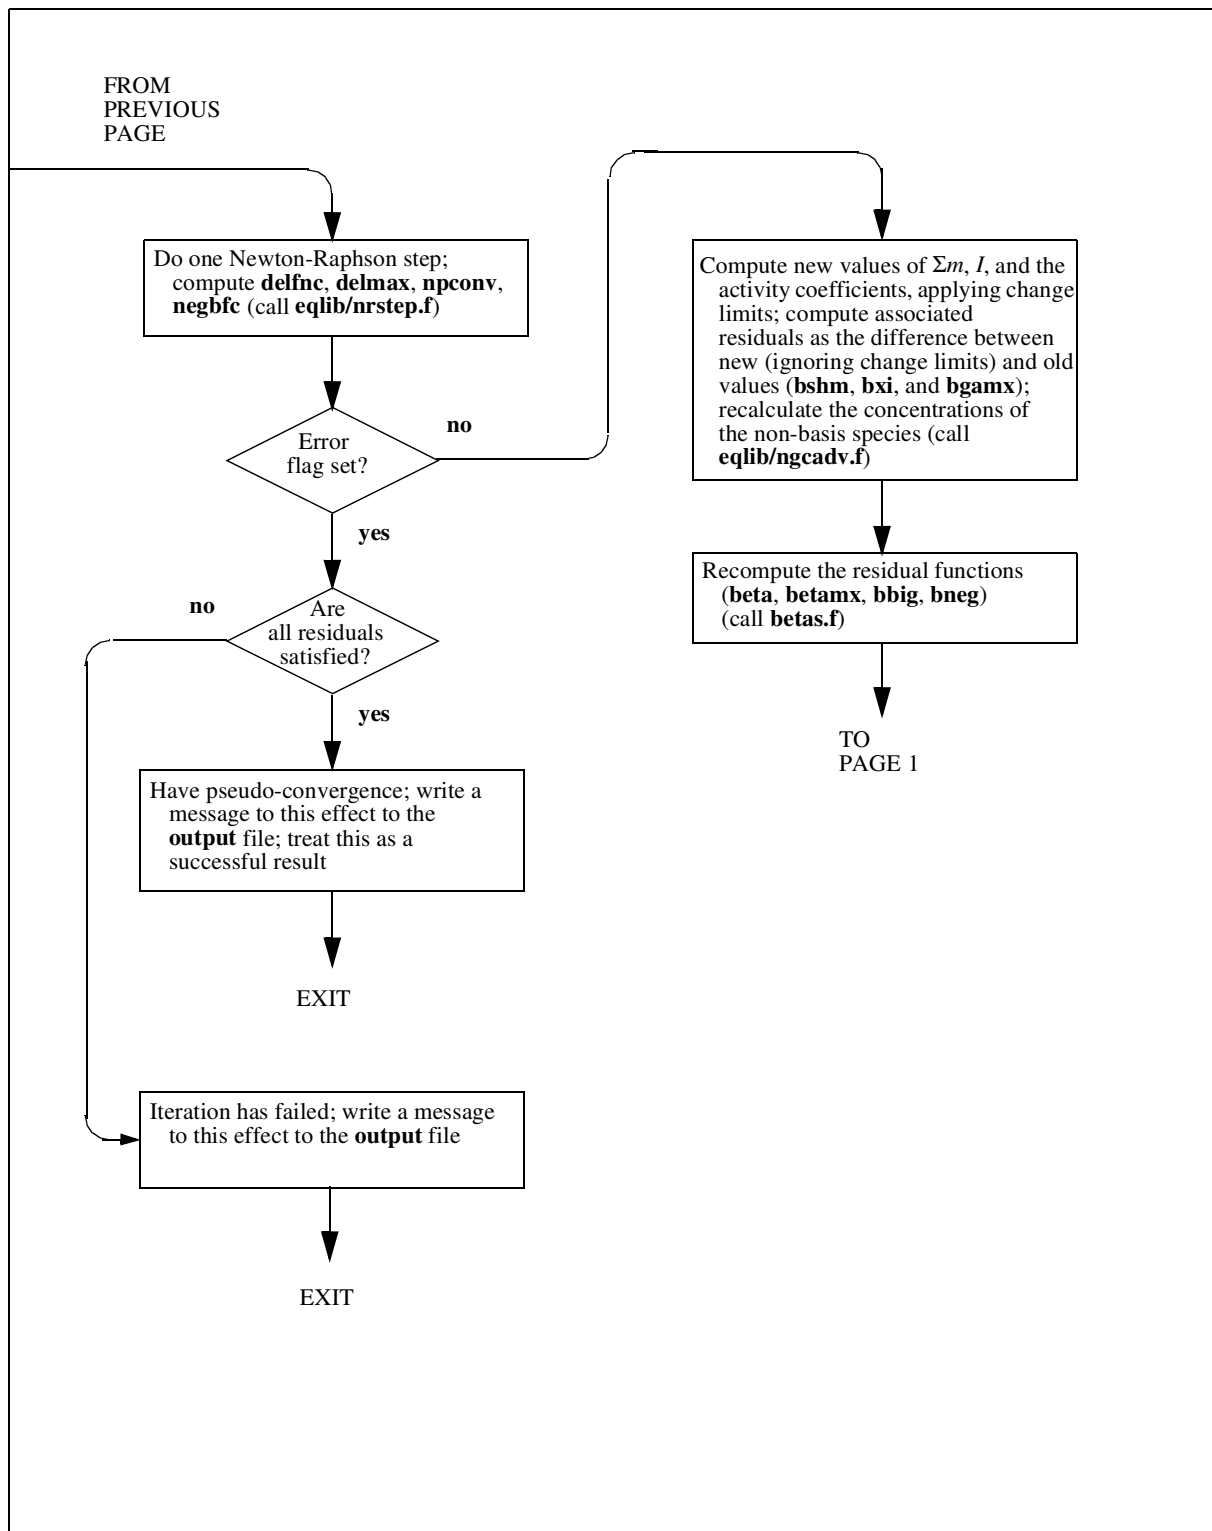 FROM
PREVIOUS
PAGE
Do one Newton-Raphson step;
compute delfnc, delmax, npconv,
negbfc (call eqlib/nrstep.f)
Error
flag set?
no
yes
Are
all residuals
satisfied?
no
yes
Have pseudo-convergence; write a
message to this effect to the
output file; treat this as a
successful result
EXIT
Iteration has failed; write a message
to this effect to the output file
EXIT
Compute new values of Σm, I, and the
activity coefficients, applying change
limits; compute associated
residuals as the difference between
new (ignoring change limits) and old
values (bshm, bxi, and bgamx);
recalculate the concentrations of
the non-basis species (call
eqlib/ngcadv.f)
Recompute the residual functions
(beta, betamx, bbig, bneg)
(call betas.f)
TO
PAGE 1